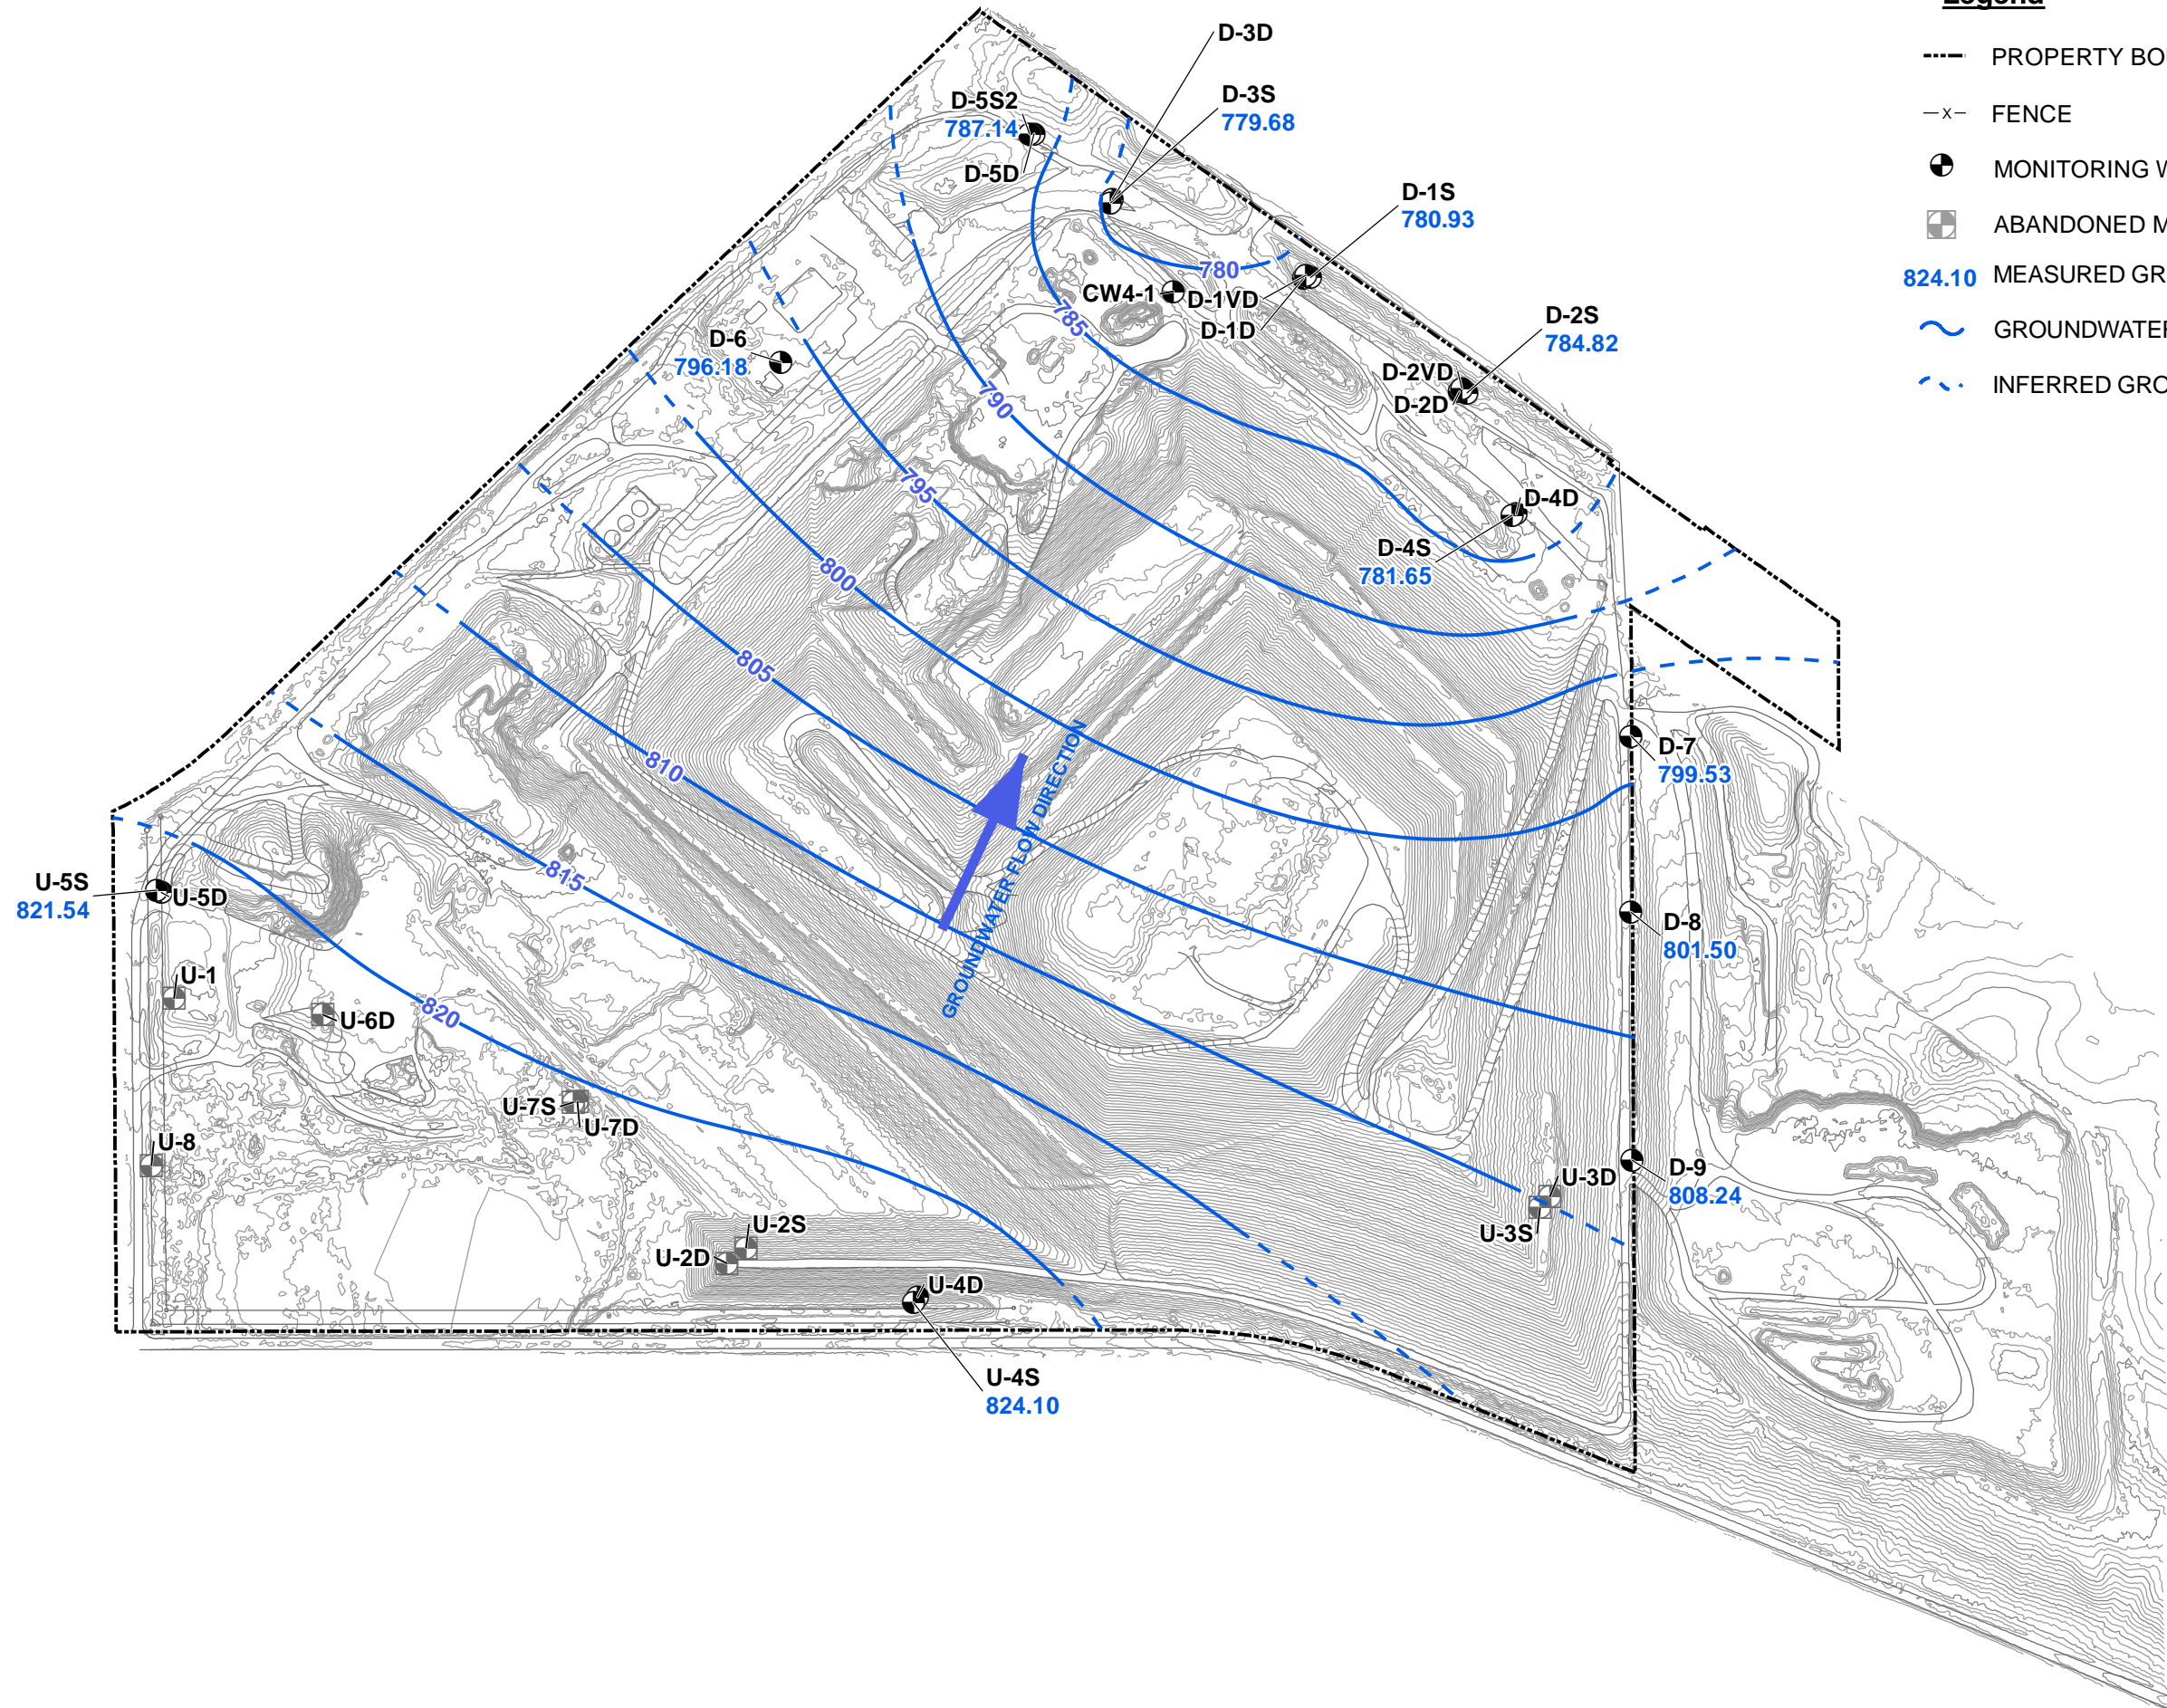 Legend
PROPERTY BO
x
FENCE
MONITORING W
ABANDONED M
824.10 MEASURED GR
GROUNDWATER
INFERRED GRO
D-3D
D-3S
779.68
D-5S2
787.14
D-5D
D-1S
780.93
780
CW4-1
D-1VD
D-1D
785
D-2S
784.82
D-2VD
D-2D
D-6
796.18
790
795
D-4D
D-4S
781.65
800
805
810
815
820
GROUNDWATER FLOW DIRECTION
D-7
799.53
U-5S
821.54
U-5D
D-8
801.50
U-1
U-6D
U-7S
U-7D
U-8
D-9
808.24
U-3D
U-3S
U-2S
U-2D
U-4D
U-4S
824.10